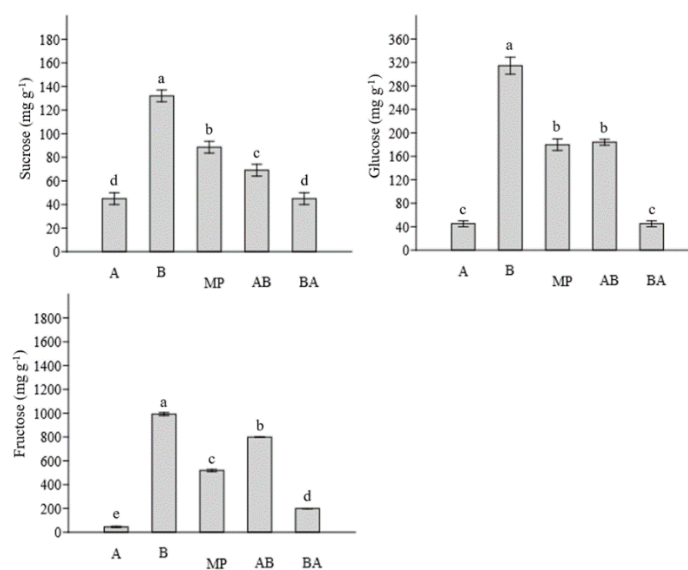 Sucrose (mg g⁻¹)
180
160
140
120
100
80
60
40
20
0
a
b
c
d
d
A
B
MP
AB
BA
Glucose (mg g⁻¹)
360
320
280
240
200
160
120
80
40
0
a
b
b
c
c
A
B
MP
AB
BA
Fructose (mg g⁻¹)
1800
1600
1400
1200
1000
800
600
400
200
0
a
b
c
d
e
A
B
MP
AB
BA